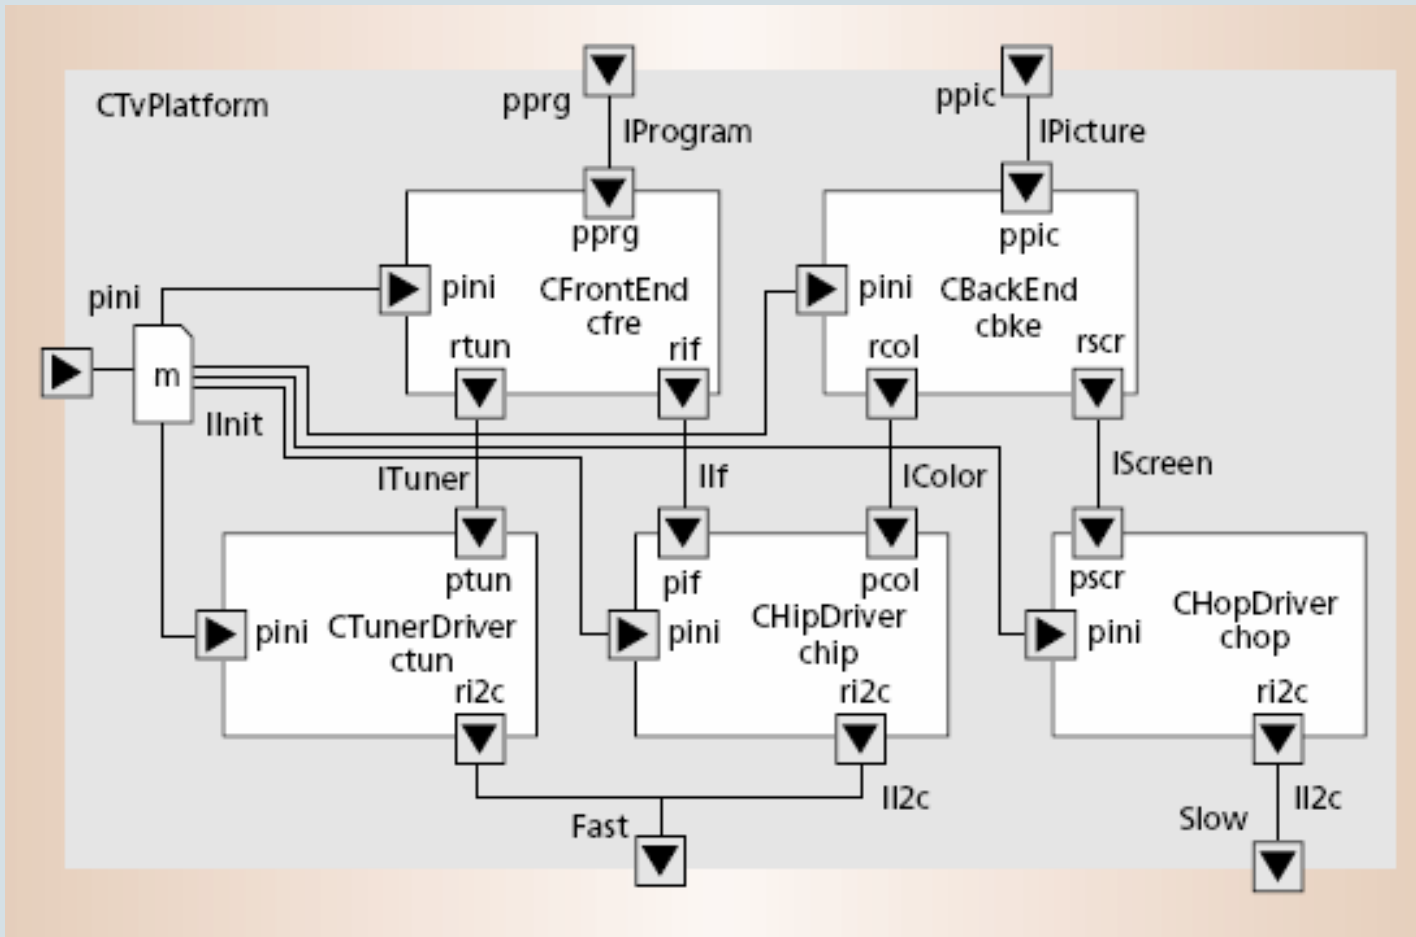 pprg
ppic
CTvPlatform
IProgram
IPicture
pprg
ppic
pini
pini
CFrontEnd
cfre
pini
CBackEnd
cbke
rtun
rif
rcol
rscr
m
IInit
ITuner
IIf
IColor
IScreen
ptun
pif
pcol
pscr
pini
CTunerDriver
ctun
pini
CHipDriver
chip
pini
CHopDriver
chop
ri2c
ri2c
ri2c
Fast
II2c
Slow
II2c